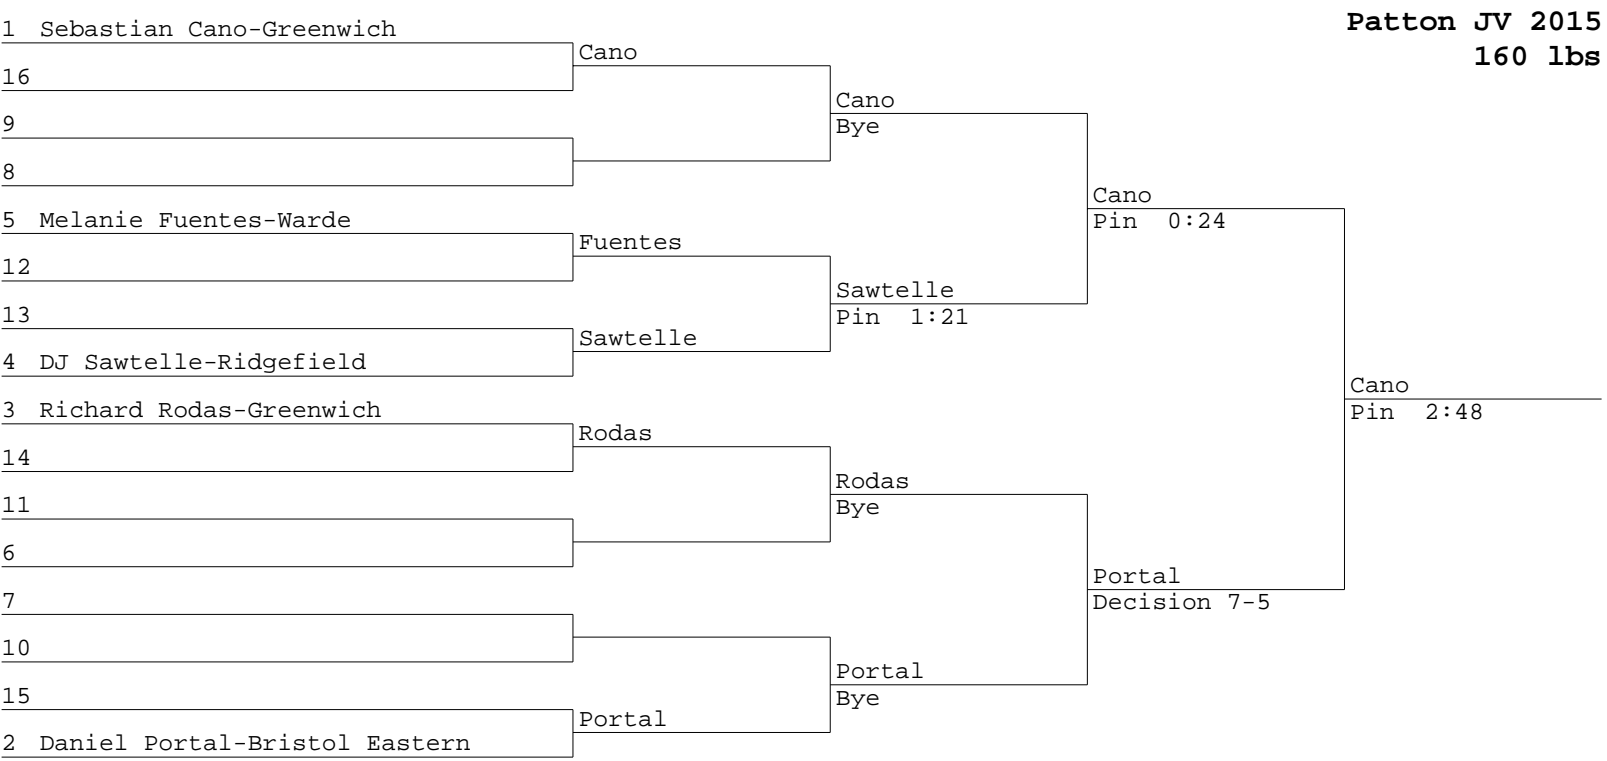 Patton JV 2015
160 lbs
1 Sebastian Cano-Greenwich
16
9
8
5 Melanie Fuentes-Warde
12
13
4 DJ Sawtelle-Ridgefield
3 Richard Rodas-Greenwich
14
11
6
7
10
15
2 Daniel Portal-Bristol Eastern
Cano
Fuentes
Sawtelle
Rodas
Portal
Cano
Bye
Sawtelle
Pin 1:21
Rodas
Bye
Portal
Bye
Cano
Pin 0:24
Portal
Decision 7-5
Cano
Pin 2:48